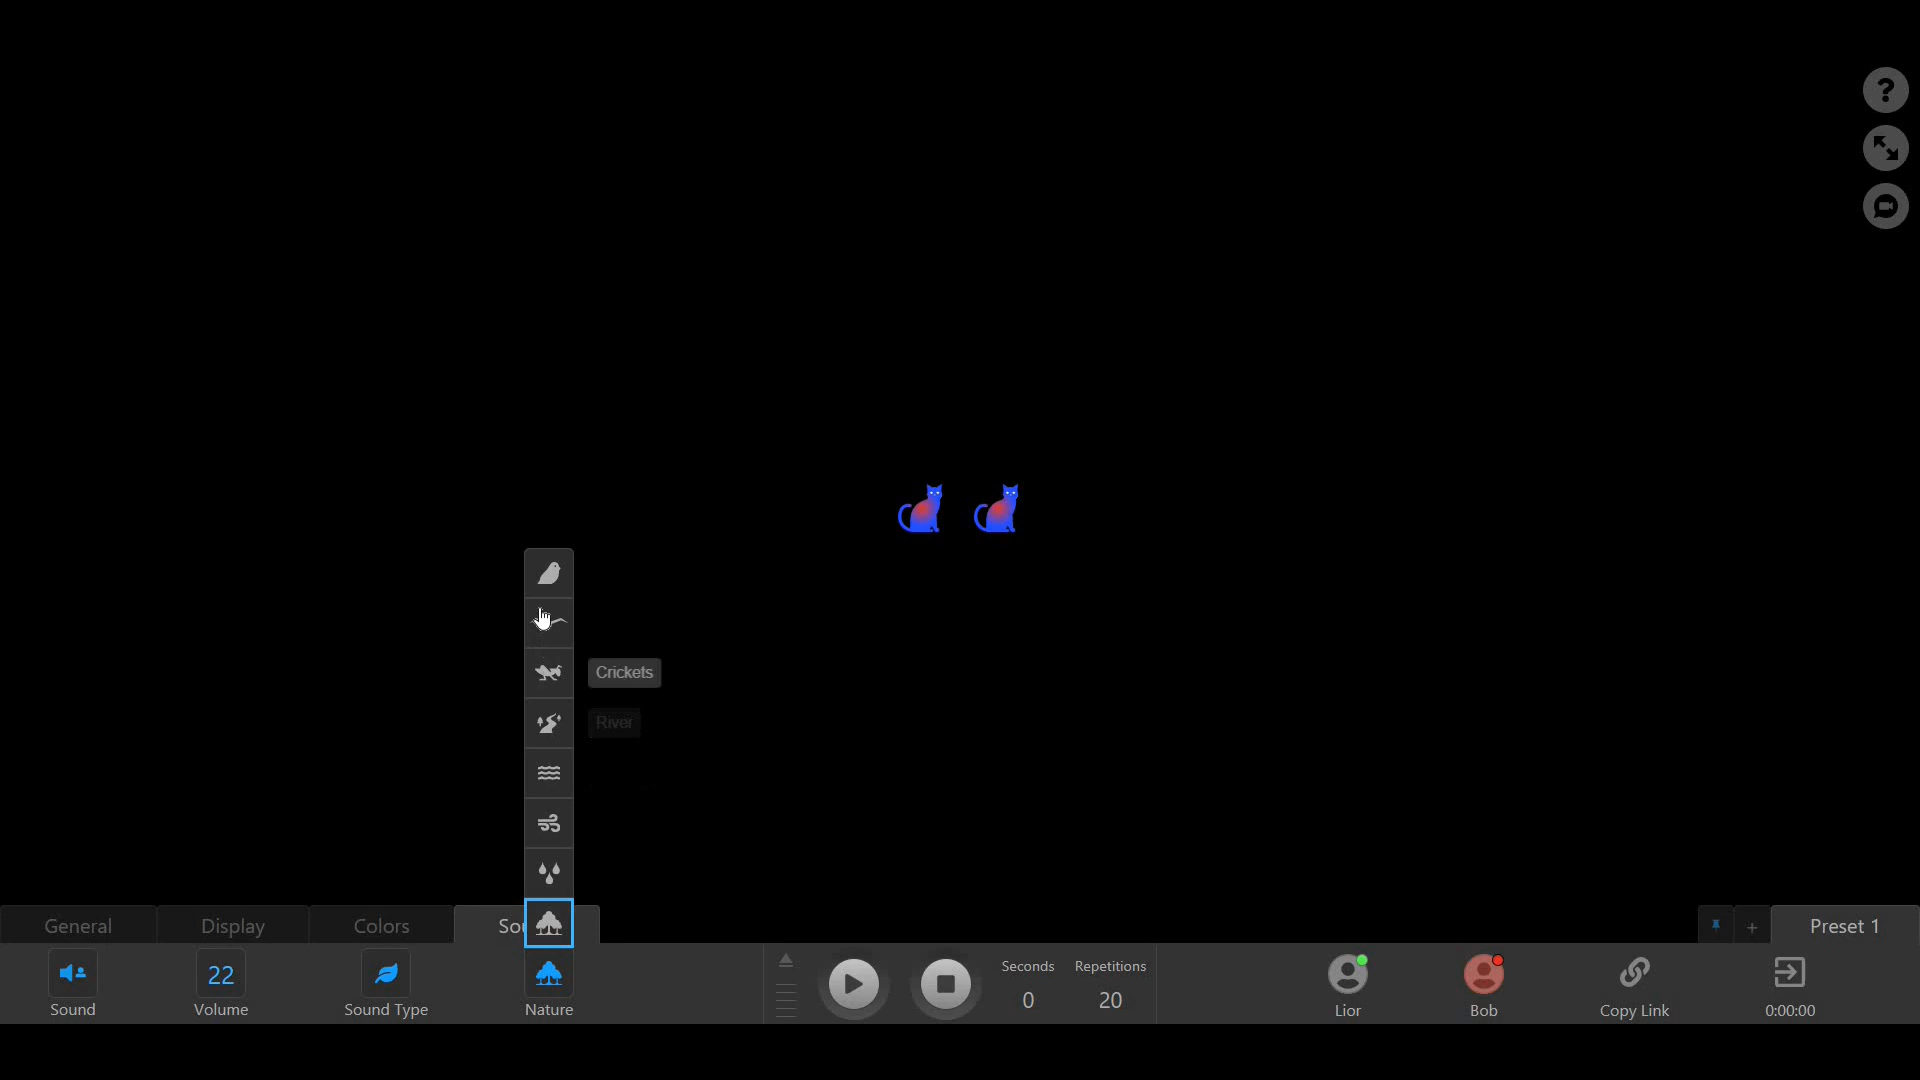 ?
Crickets
River
General
Display
Colors
Sou
+
Preset 1
22
Sound
Volume
Sound Type
Nature
Seconds
Repetitions
0
20
Lior
Bob
Copy Link
0:00:00